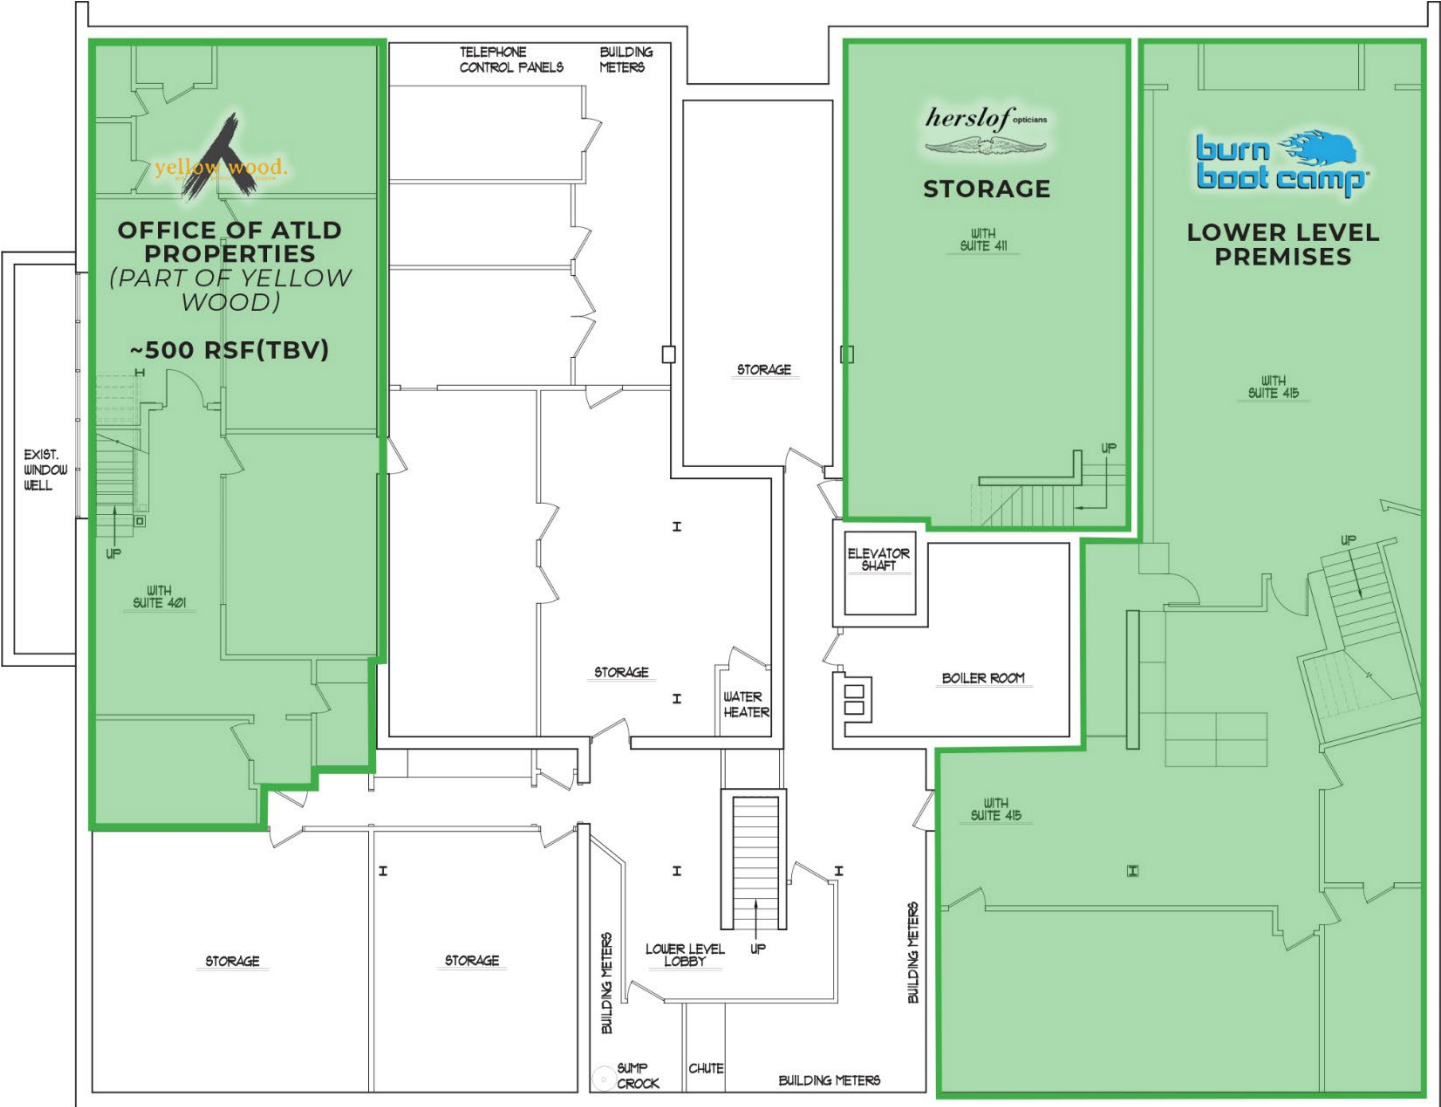 TELEPHONE
CONTROL PANELS
BUILDING
METERS
yellow wood.
OFFICE OF ATLD
PROPERTIES
(PART OF YELLOW
WOOD)
~500 RSF(TBV)
herslof opticians
STORAGE
WITH
SUITE 411
burn
boot camp
LOWER LEVEL
PREMISES
STORAGE
WITH
SUITE 415
EXIST.
WINDOW
WELL
UP
UP
UP
WITH
SUITE 401
ELEVATOR
SHAFT
STORAGE
WATER
HEATER
BOILER ROOM
WITH
SUITE 415
STORAGE
STORAGE
BUILDING METERS
LOWER LEVEL
LOBBY
UP
BUILDING METERS
SUMP
CROCK
CHUTE
BUILDING METERS